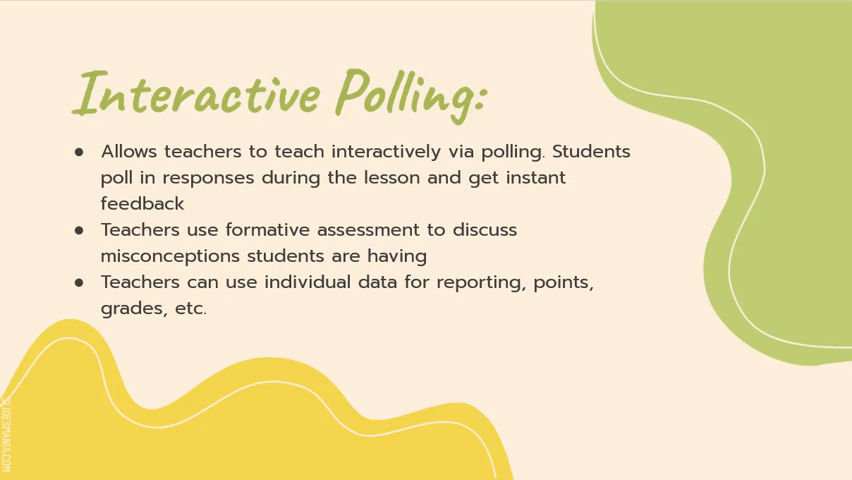 Interactive Polling:
● Allows teachers to teach interactively via polling. Students
poll in responses during the lesson and get instant
feedback
● Teachers use formative assessment to discuss
misconceptions students are having
● Teachers can use individual data for reporting, points,
grades, etc.
SLIDESMANIA.COM